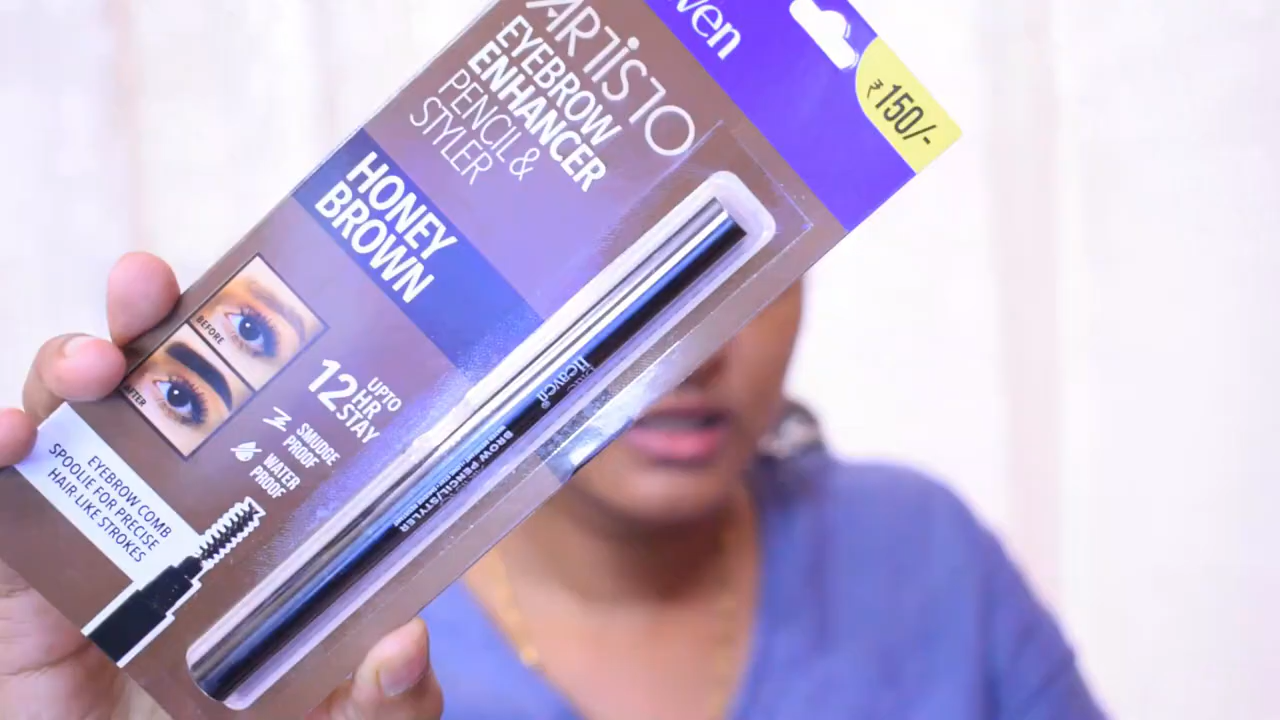 ARTISTO
EYEBROW
ENHANCER
PENCIL &
STYLER
₹150/-
HONEY
BROWN
BEFORE
AFTER
UPTO
12 HR
STAY
SMUDGE
PROOF
WATER
PROOF
EYEBROW COMB
SPOOLIE FOR PRECISE
HAIR-LIKE STROKES
Heaven
BROW PENCIL/STYLER